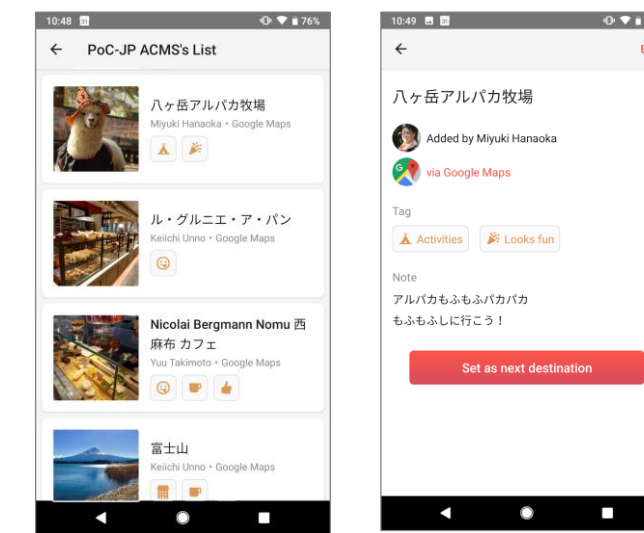 10:48 31 76%
PoC-JP ACMS's List
八ヶ岳アルパカ牧場
Miyuki Hanaoka • Google Maps
ル・グルニエ・ア・パン
Keiichi Unno • Google Maps
Nicolai Bergmann Nomu 西
麻布 カフェ
Yuu Takimoto • Google Maps
富士山
Keiichi Unno • Google Maps
10:49 31
八ヶ岳アルパカ牧場
Added by Miyuki Hanaoka
via Google Maps
Tag
Activities
Looks fun
Note
アルパカもふもふパカパカ
もふもふしに行こう！
Set as next destination